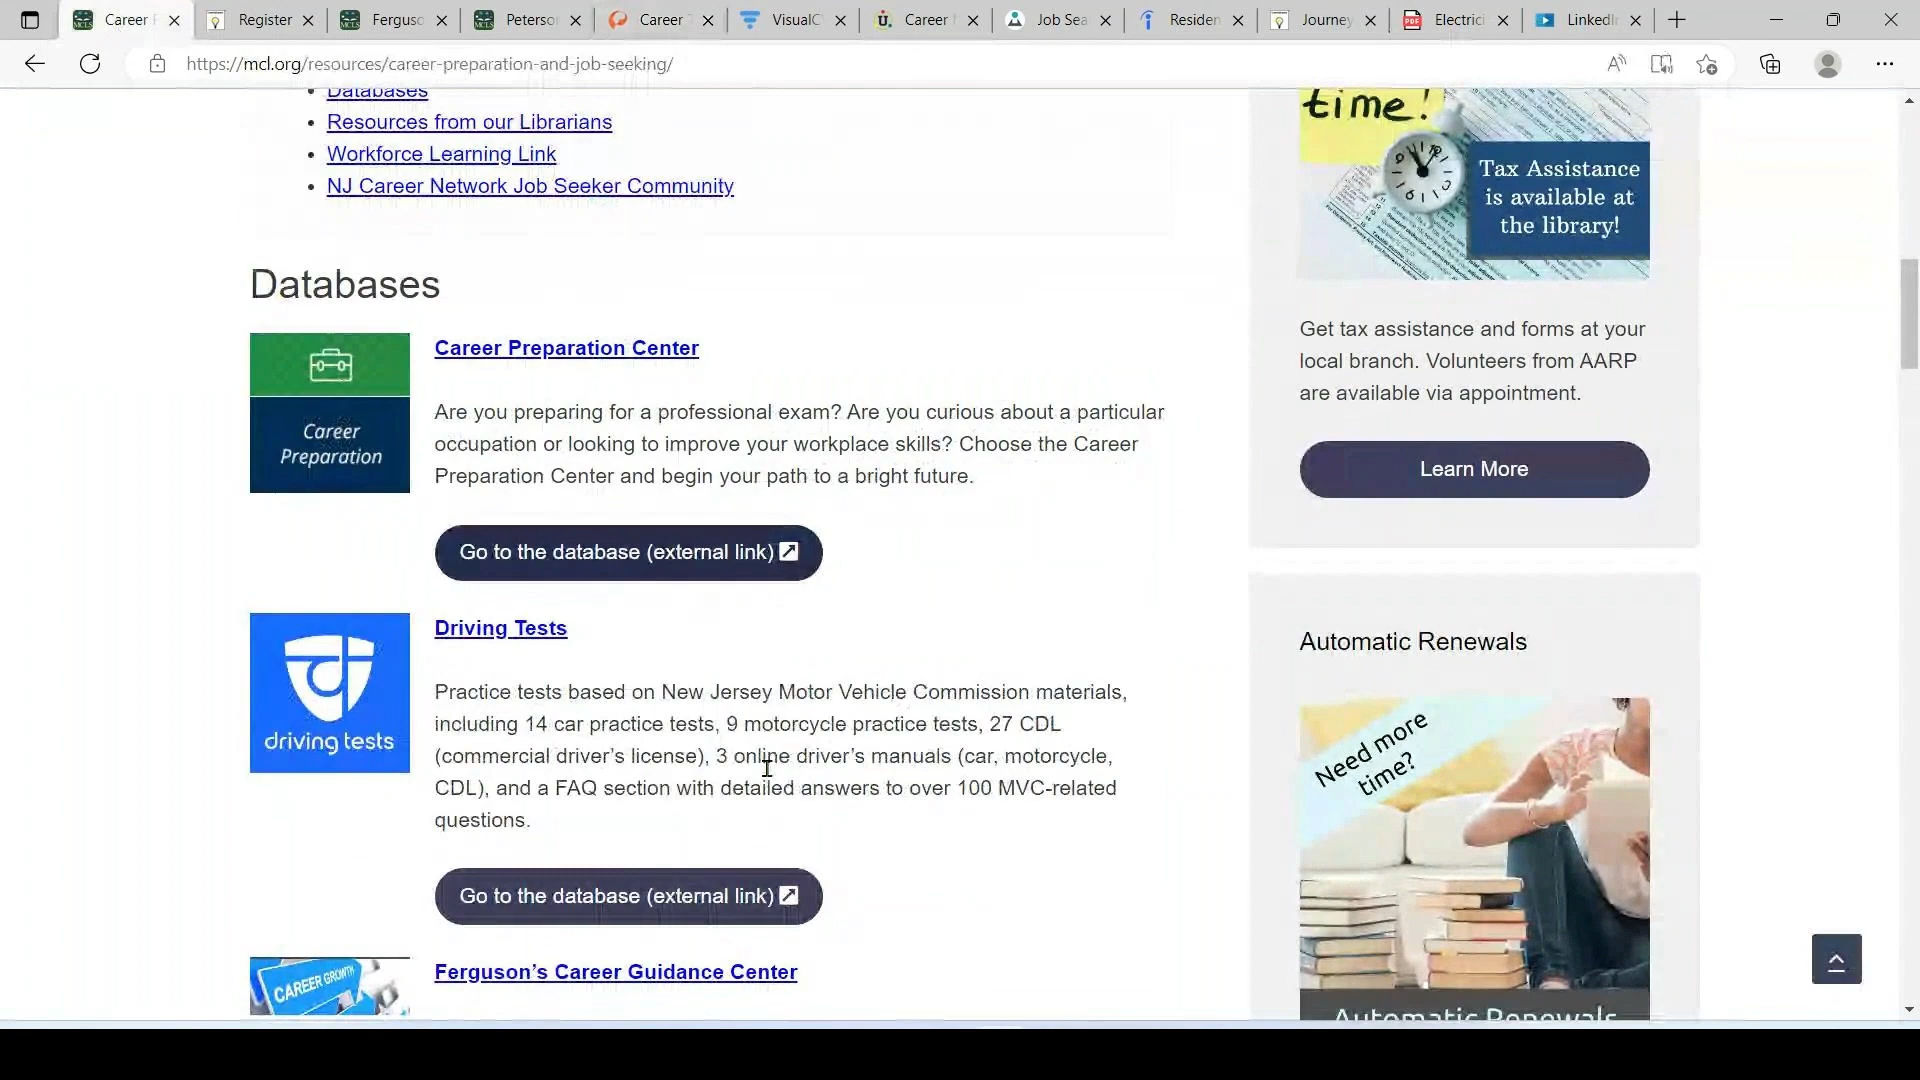 Career
Register
Ferguso
Peterso
Career
VisualC
Career
Job Sea
Residen
Journey
Electrici
LinkedIn
https://mcl.org/resources/career-preparation-and-job-seeking/
Databases
Resources from our Librarians
Workforce Learning Link
NJ Career Network Job Seeker Community
Databases
Career
Preparation
Career Preparation Center
Are you preparing for a professional exam? Are you curious about a particular
occupation or looking to improve your workplace skills? Choose the Career
Preparation Center and begin your path to a bright future.
Go to the database (external link)
driving tests
Driving Tests
Practice tests based on New Jersey Motor Vehicle Commission materials,
including 14 car practice tests, 9 motorcycle practice tests, 27 CDL
(commercial driver’s license), 3 online driver’s manuals (car, motorcycle,
CDL), and a FAQ section with detailed answers to over 100 MVC-related
questions.
Go to the database (external link)
CAREER GROWTH
Ferguson’s Career Guidance Center
time!
Tax Assistance
is available at
the library!
Get tax assistance and forms at your
local branch. Volunteers from AARP
are available via appointment.
Learn More
Automatic Renewals
Need more
time?
Automatic Renewals